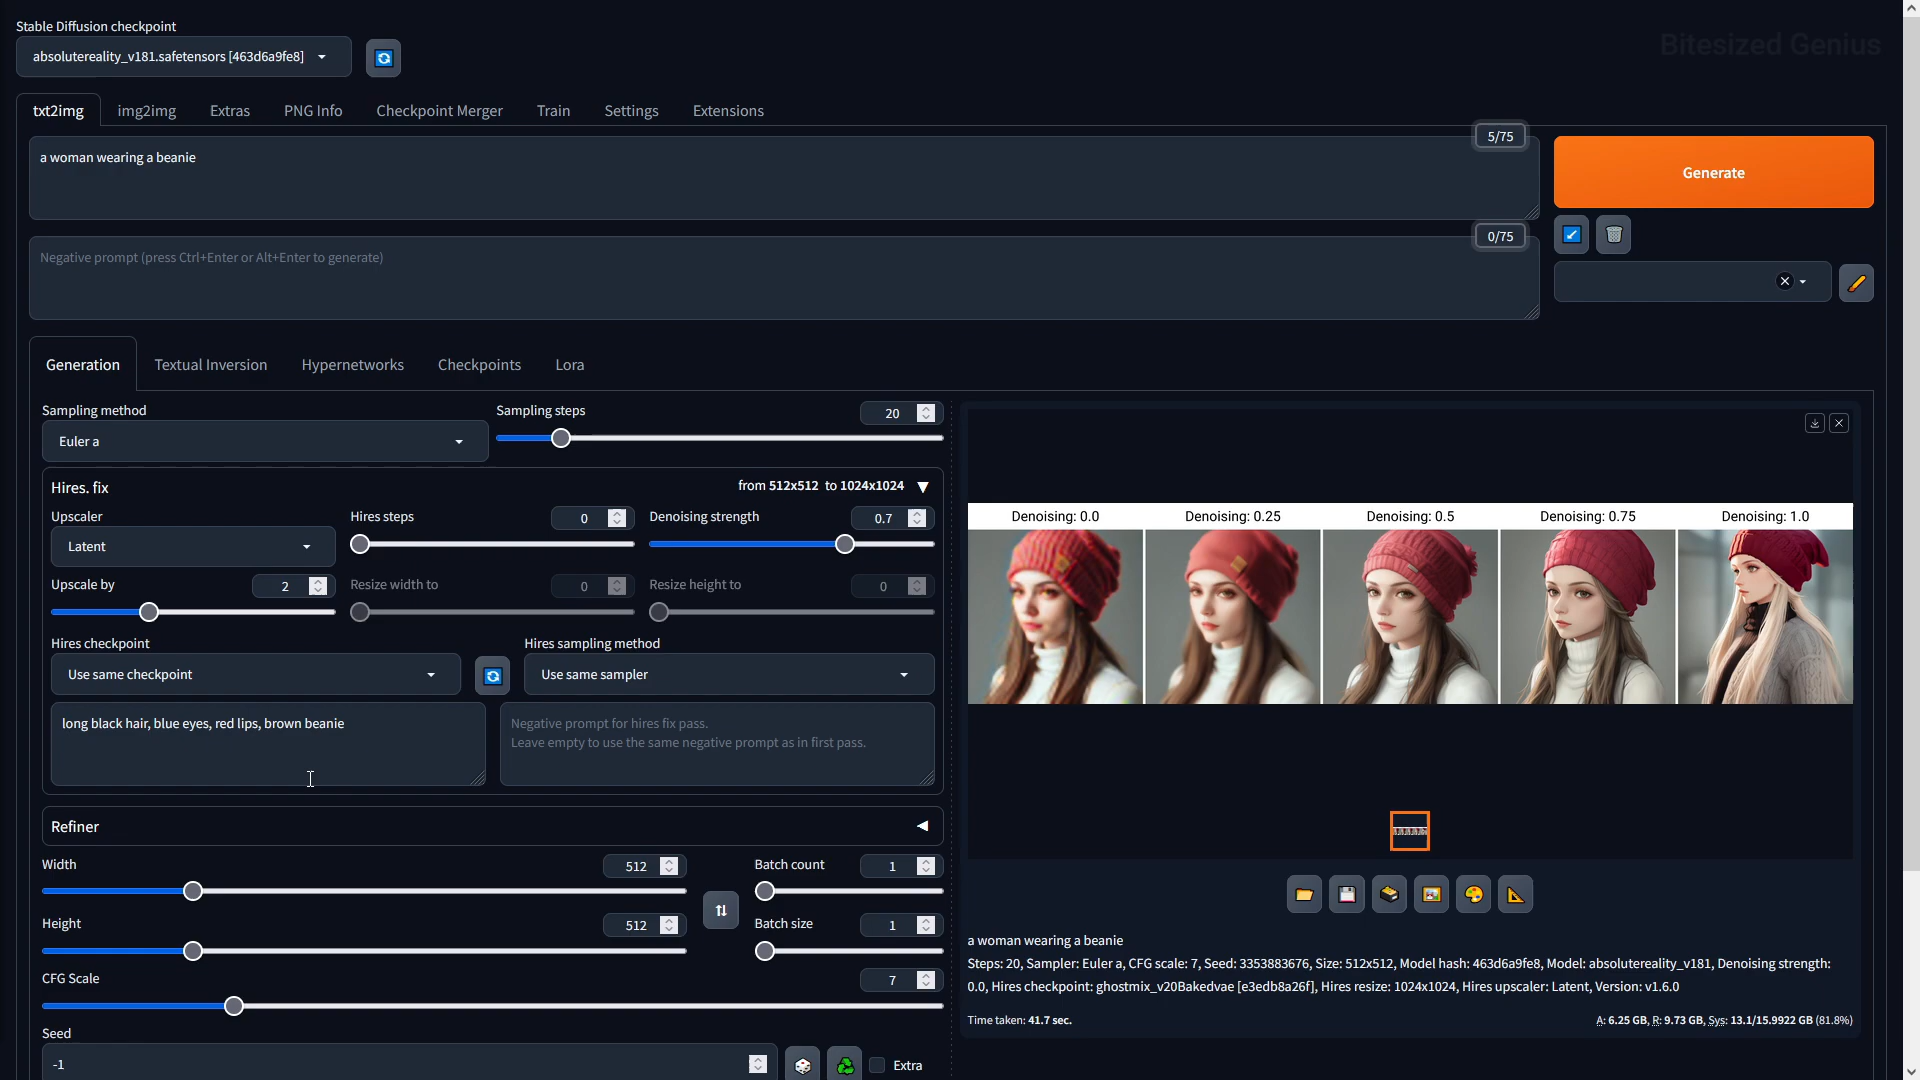 Stable Diffusion checkpoint
absolutereality_v181.safetensors [463d6a9fe8]
Bitesized Genius
txt2img
img2img
Extras
PNG Info
Checkpoint Merger
Train
Settings
Extensions
5/75
a woman wearing a beanie
Generate
0/75
Negative prompt (press Ctrl+Enter or Alt+Enter to generate)
Generation
Textual Inversion
Hypernetworks
Checkpoints
Lora
Sampling method
Euler a
Sampling steps
20
Hires. fix
from 512x512 to 1024x1024
Upscaler
Latent
Hires steps
0
Denoising strength
0.7
Upscale by
2
Resize width to
0
Resize height to
0
Hires checkpoint
Use same checkpoint
Hires sampling method
Use same sampler
long black hair, blue eyes, red lips, brown beanie
Negative prompt for hires fix pass.
Leave empty to use the same negative prompt as in first pass.
Refiner
Width
512
Batch count
1
Height
512
Batch size
1
CFG Scale
7
Seed
-1
Extra
Denoising: 0.0
Denoising: 0.25
Denoising: 0.5
Denoising: 0.75
Denoising: 1.0
a woman wearing a beanie
Steps: 20, Sampler: Euler a, CFG scale: 7, Seed: 3353883676, Size: 512x512, Model hash: 463d6a9fe8, Model: absolutereality_v181, Denoising strength:
0.0, Hires checkpoint: ghostmix_v20Bakedvae [e3edb8a26f], Hires resize: 1024x1024, Hires upscaler: Latent, Version: v1.6.0
Time taken: 41.7 sec.
A: 6.25 GB, R: 9.73 GB, Sys: 13.1/15.9922 GB (81.8%)